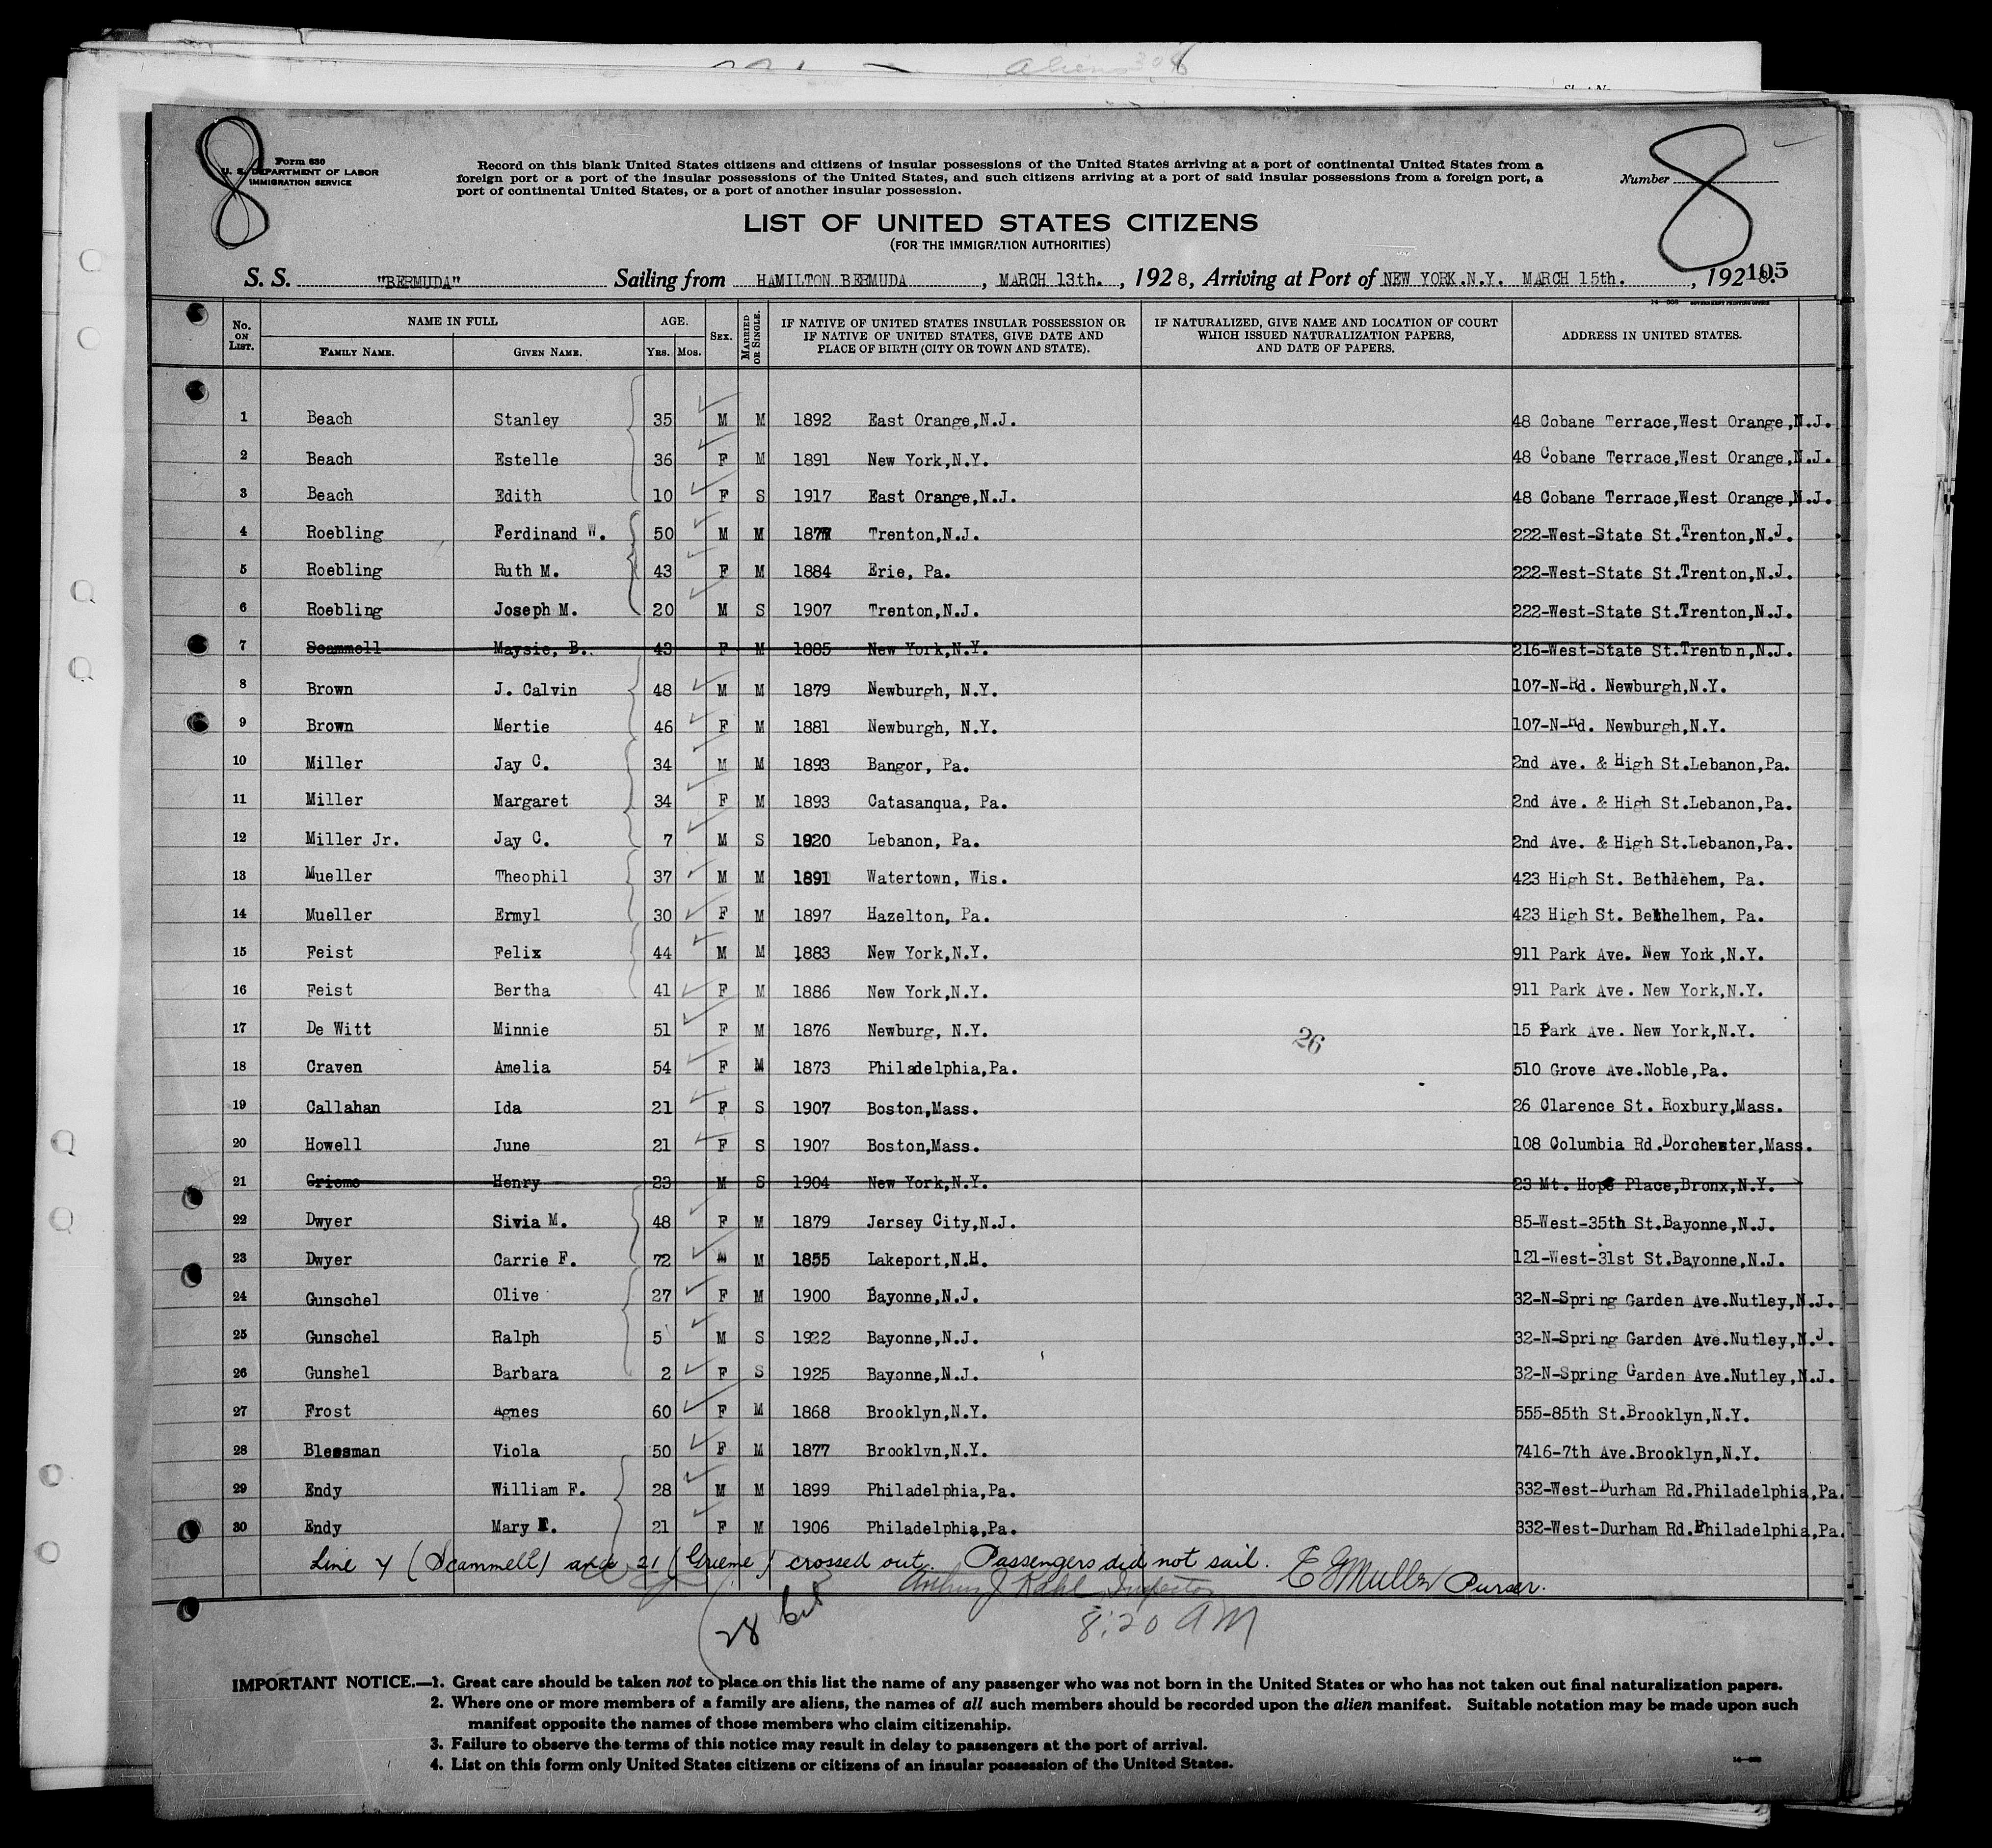 Aliens 30
8
8
Form 630
U. S. DEPARTMENT OF LABOR
IMMIGRATION SERVICE
Record on this blank United States citizens and citizens of insular possessions of the United States arriving at a port of continental United States from a
foreign port or a port of the insular possessions of the United States, and such citizens arriving at a port of said insular possessions from a foreign port, a
port of continental United States, or a port of another insular possession.
Number
LIST OF UNITED STATES CITIZENS
(FOR THE IMMIGRATION AUTHORITIES)
S. S. "BERMUDA" Sailing from HAMILTON BERMUDA, MARCH 13th., 1928, Arriving at Port of NEW YORK.N.Y. MARCH 15th., 1928.
105
No. ON LIST. NAME IN FULL AGE. SEX. MARRIED OR SINGLE. IF NATIVE OF UNITED STATES INSULAR POSSESSION OR IF NATIVE OF UNITED STATES, GIVE DATE AND PLACE OF BIRTH (CITY OR TOWN AND STATE). IF NATURALIZED, GIVE NAME AND LOCATION OF COURT WHICH ISSUED NATURALIZATION PAPERS, AND DATE OF PAPERS. ADDRESS IN UNITED STATES.
FAMILY NAME. GIVEN NAME. YRS. MOS.
1 Beach Stanley 35 M M 1892 East Orange,N.J. 48 Cobane Terrace,West Orange,N.J.
2 Beach Estelle 36 F M 1891 New York,N.Y. 48 Cobane Terrace,West Orange,N.J.
3 Beach Edith 10 F S 1917 East Orange,N.J. 48 Cobane Terrace,West Orange,N.J.
4 Roebling Ferdinand W. 50 M M 1877 Trenton,N.J. 222-West-State St.Trenton,N.J.
5 Roebling Ruth M. 43 F M 1884 Erie, Pa. 222-West-State St.Trenton,N.J.
6 Roebling Joseph M. 20 M S 1907 Trenton,N.J. 222-West-State St.Trenton,N.J.
7 Scammell Maysie, B. 43 F M 1885 New York,N.Y. 216-West-State St.Trenton,N.J.
8 Brown J. Calvin 48 M M 1879 Newburgh, N.Y. 107-N-Rd. Newburgh,N.Y.
9 Brown Mertie 46 F M 1881 Newburgh, N.Y. 107-N-Rd. Newburgh,N.Y.
10 Miller Jay C. 34 M M 1893 Bangor, Pa. 2nd Ave. & High St.Lebanon,Pa.
11 Miller Margaret 34 F M 1893 Catasanqua, Pa. 2nd Ave. & High St.Lebanon,Pa.
12 Miller Jr. Jay C. 7 M S 1920 Lebanon, Pa. 2nd Ave. & High St.Lebanon,Pa.
13 Mueller Theophil 37 M M 1891 Watertown, Wis. 423 High St. Bethlehem, Pa.
14 Mueller Ermyl 30 F M 1897 Hazelton, Pa. 423 High St. Bethelhem, Pa.
15 Feist Felix 44 M M 1883 New York,N.Y. 911 Park Ave. New York,N.Y.
16 Feist Bertha 41 F M 1886 New York,N.Y. 911 Park Ave. New York,N.Y.
17 De Witt Minnie 51 F M 1876 Newburg, N.Y. 15 Park Ave. New York,N.Y.
26
18 Craven Amelia 54 F M 1873 Philadelphia,Pa. 510 Grove Ave.Noble,Pa.
19 Callahan Ida 21 F S 1907 Boston,Mass. 26 Clarence St. Roxbury,Mass.
20 Howell June 21 F S 1907 Boston,Mass. 108 Columbia Rd.Dorchester,Mass.
21 Grieme Henry 23 M S 1904 New York,N.Y. 23 Mt. Hope Place,Bronx,N.Y.
22 Dwyer Sivia M. 48 F M 1879 Jersey City,N.J. 85-West-35th St.Bayonne,N.J.
23 Dwyer Carrie F. 72 M 1855 Lakeport,N.H. 121-West-31st St.Bayonne,N.J.
24 Gunschel Olive 27 F M 1900 Bayonne,N.J. 32-N-Spring Garden Ave.Nutley,N.J.
25 Gunschel Ralph 5 M S 1922 Bayonne,N.J. 32-N-Spring Garden Ave.Nutley,N.J.
26 Gunshel Barbara 2 F S 1925 Bayonne,N.J. 32-N-Spring Garden Ave.Nutley,N.J.
27 Frost Agnes 60 F M 1868 Brooklyn,N.Y. 555-85th St.Brooklyn,N.Y.
28 Blessman Viola 50 F M 1877 Brooklyn,N.Y. 7416-7th Ave.Brooklyn,N.Y.
29 Endy William F. 28 M M 1899 Philadelphia,Pa. 332-West-Durham Rd.Philadelphia,Pa.
30 Endy Mary F. 21 F M 1906 Philadelphia,Pa. 332-West-Durham Rd.Philadelphia,Pa.
Line 7 (Scammell) and 21 (Grieme) crossed out. Passengers did not sail. E G Muller Purser.
Arthur J Kahl Inspector
28 cit
8:20 AM
IMPORTANT NOTICE.—1. Great care should be taken not to place on this list the name of any passenger who was not born in the United States or who has not taken out final naturalization papers.
2. Where one or more members of a family are aliens, the names of all such members should be recorded upon the alien manifest. Suitable notation may be made upon such
manifest opposite the names of those members who claim citizenship.
3. Failure to observe the terms of this notice may result in delay to passengers at the port of arrival.
4. List on this form only United States citizens or citizens of an insular possession of the United States.